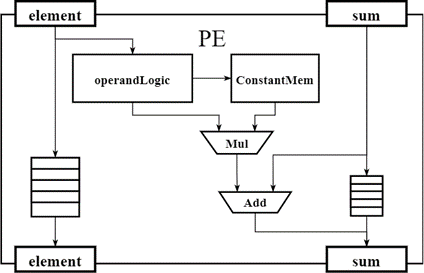 element
sum
PE
operandLogic
ConstantMem
Mul
Add
element
sum